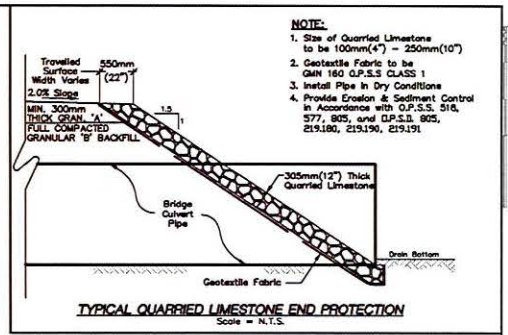 NOTE:
1. Size of Quarried Limestone
to be 100mm(4") - 250mm(10")
2. Geotextile Fabric to be
GMN 160 O.P.S.S CLASS 1
3. Install Pipe in Dry Conditions
4. Provide Erosion & Sediment Control
in Accordance with O.P.S.S. 518,
577, 805, and O.P.S.D. 805,
219.180, 219.190, 219.191
Travelled
Surface
Width Varies
550mm
(22")
2.0% Slope
1.5
1
MIN. 300mm
THICK GRAN. 'A'
FULL COMPACTED
GRANULAR 'B' BACKFILL
305mm(12") Thick
Quarried Limestone
Bridge
Culvert
Pipe
Drain Bottom
Geotextile Fabric
TYPICAL QUARRIED LIMESTONE END PROTECTION
Scale = N.T.S.